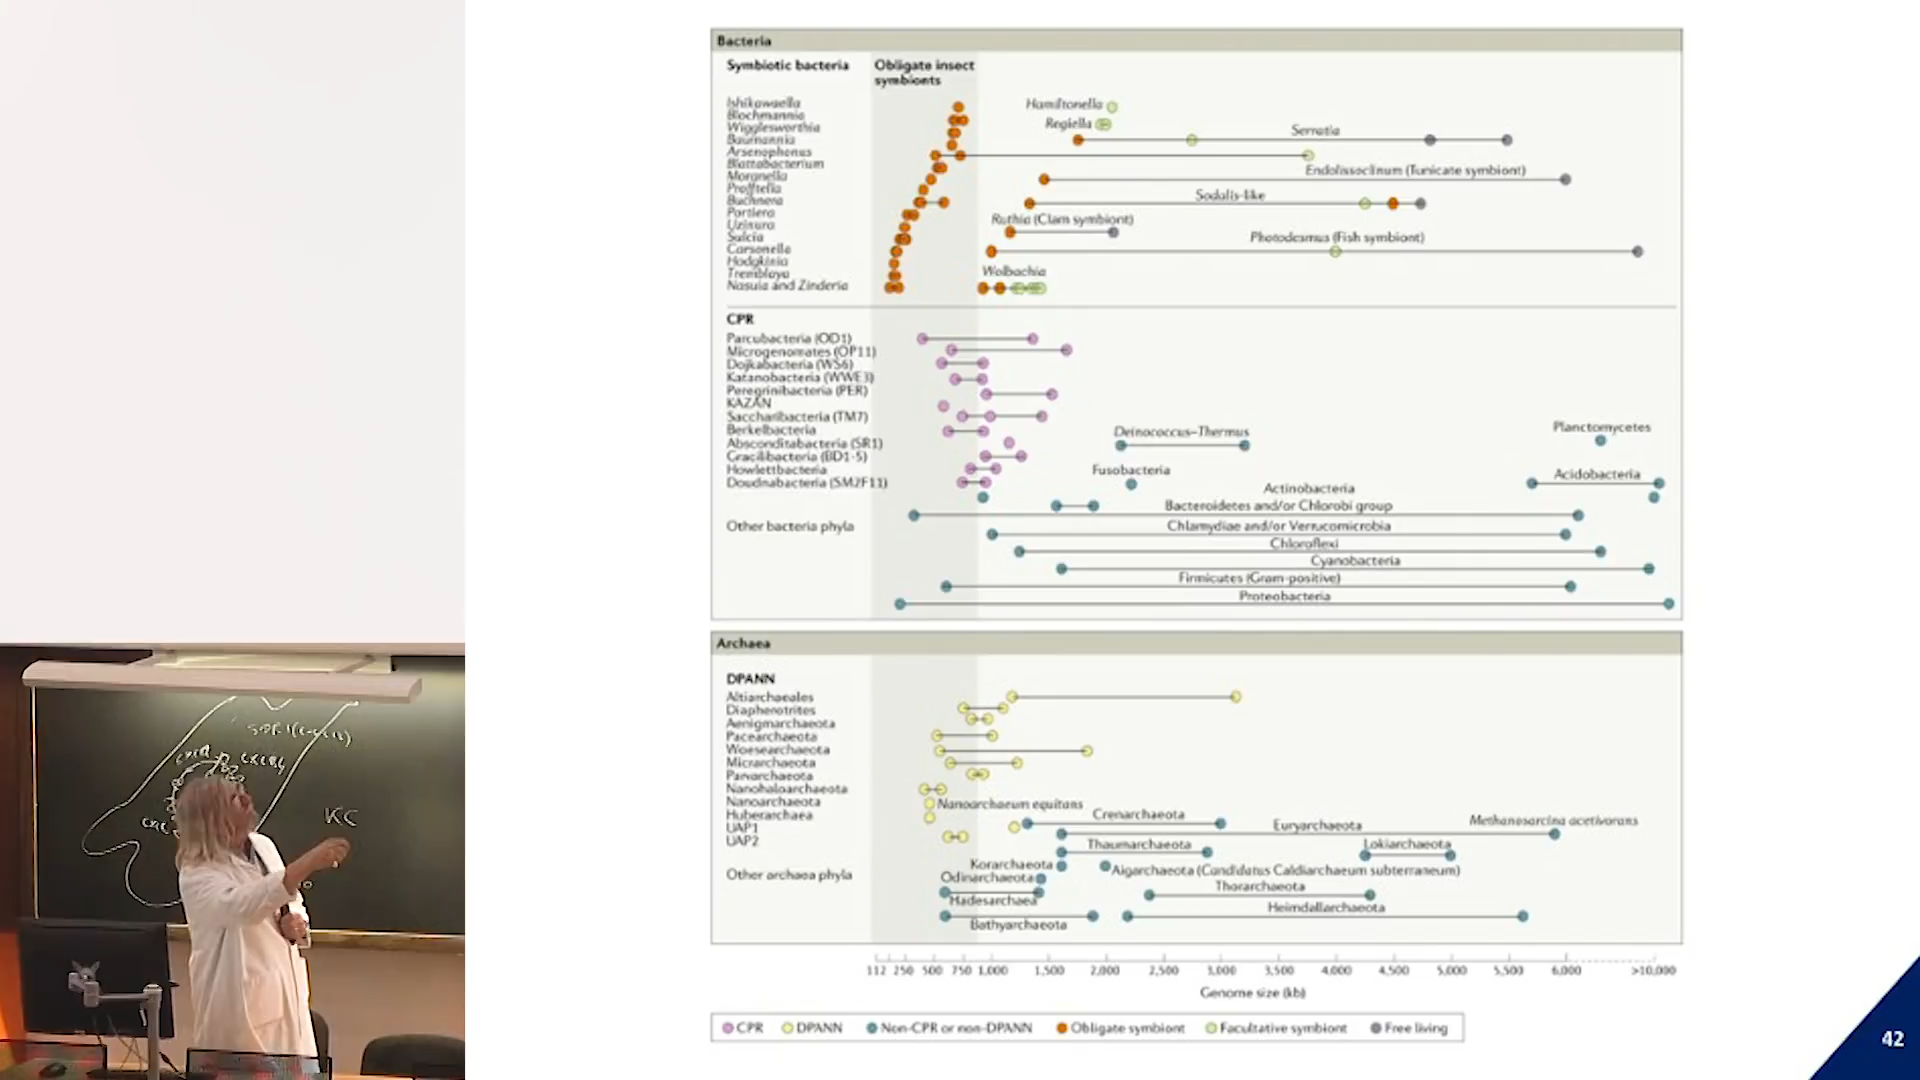 Bacteria
Symbiotic bacteria
Obligate insect
symbionts
Ishikawaella
Blochmannia
Wigglesworthia
Baumannia
Arsenophonus
Blattabacterium
Moranella
Profftella
Buchnera
Portiera
Uzinura
Sulcia
Carsonella
Hodgkinia
Tremblaya
Nasuia and Zinderia
Hamiltonella
Regiella
Serratia
Endolissoclinum (Tunicate symbiont)
Sodalis-like
Ruthia (Clam symbiont)
Photodesmus (Fish symbiont)
Wolbachia
CPR
Parcubacteria (OD1)
Microgenomates (OP11)
Dojkabacteria (WS6)
Katanobacteria (WWE3)
Peregrinibacteria (PER)
KAZAN
Saccharibacteria (TM7)
Berkelbacteria
Absconditabacteria (SR1)
Gracilibacteria (BD1-5)
Howlettbacteria
Doudnabacteria (SM2F11)
Other bacteria phyla
Deinococcus–Thermus
Planctomycetes
Fusobacteria
Acidobacteria
Actinobacteria
Bacteroidetes and/or Chlorobi group
Chlamydiae and/or Verrucomicrobia
Chloroflexi
Cyanobacteria
Firmicutes (Gram-positive)
Proteobacteria
Archaea
DPANN
Altiarchaeales
Diapherotrites
Aenigmarchaeota
Pacearchaeota
Woesearchaeota
Micrarchaeota
Parvarchaeota
Nanohaloarchaeota
Nanoarchaeota
Huberarchaea
UAP1
UAP2
Other archaea phyla
Nanoarchaeum equitans
Crenarchaeota
Euryarchaeota
Methanosarcina acetivorans
Thaumarchaeota
Lokiarchaeota
Korarchaeota
Aigarchaeota (Candidatus Caldiarchaeum subterraneum)
Odinarchaeota
Thorarchaeota
Hadesarchaea
Heimdallarchaeota
Bathyarchaeota
112 250 500 750 1,000 1,500 2,000 2,500 3,000 3,500 4,000 4,500 5,000 5,500 6,000 >10,000
Genome size (kb)
CPR DPANN Non-CPR or non-DPANN Obligate symbiont Facultative symbiont Free living
42
KC